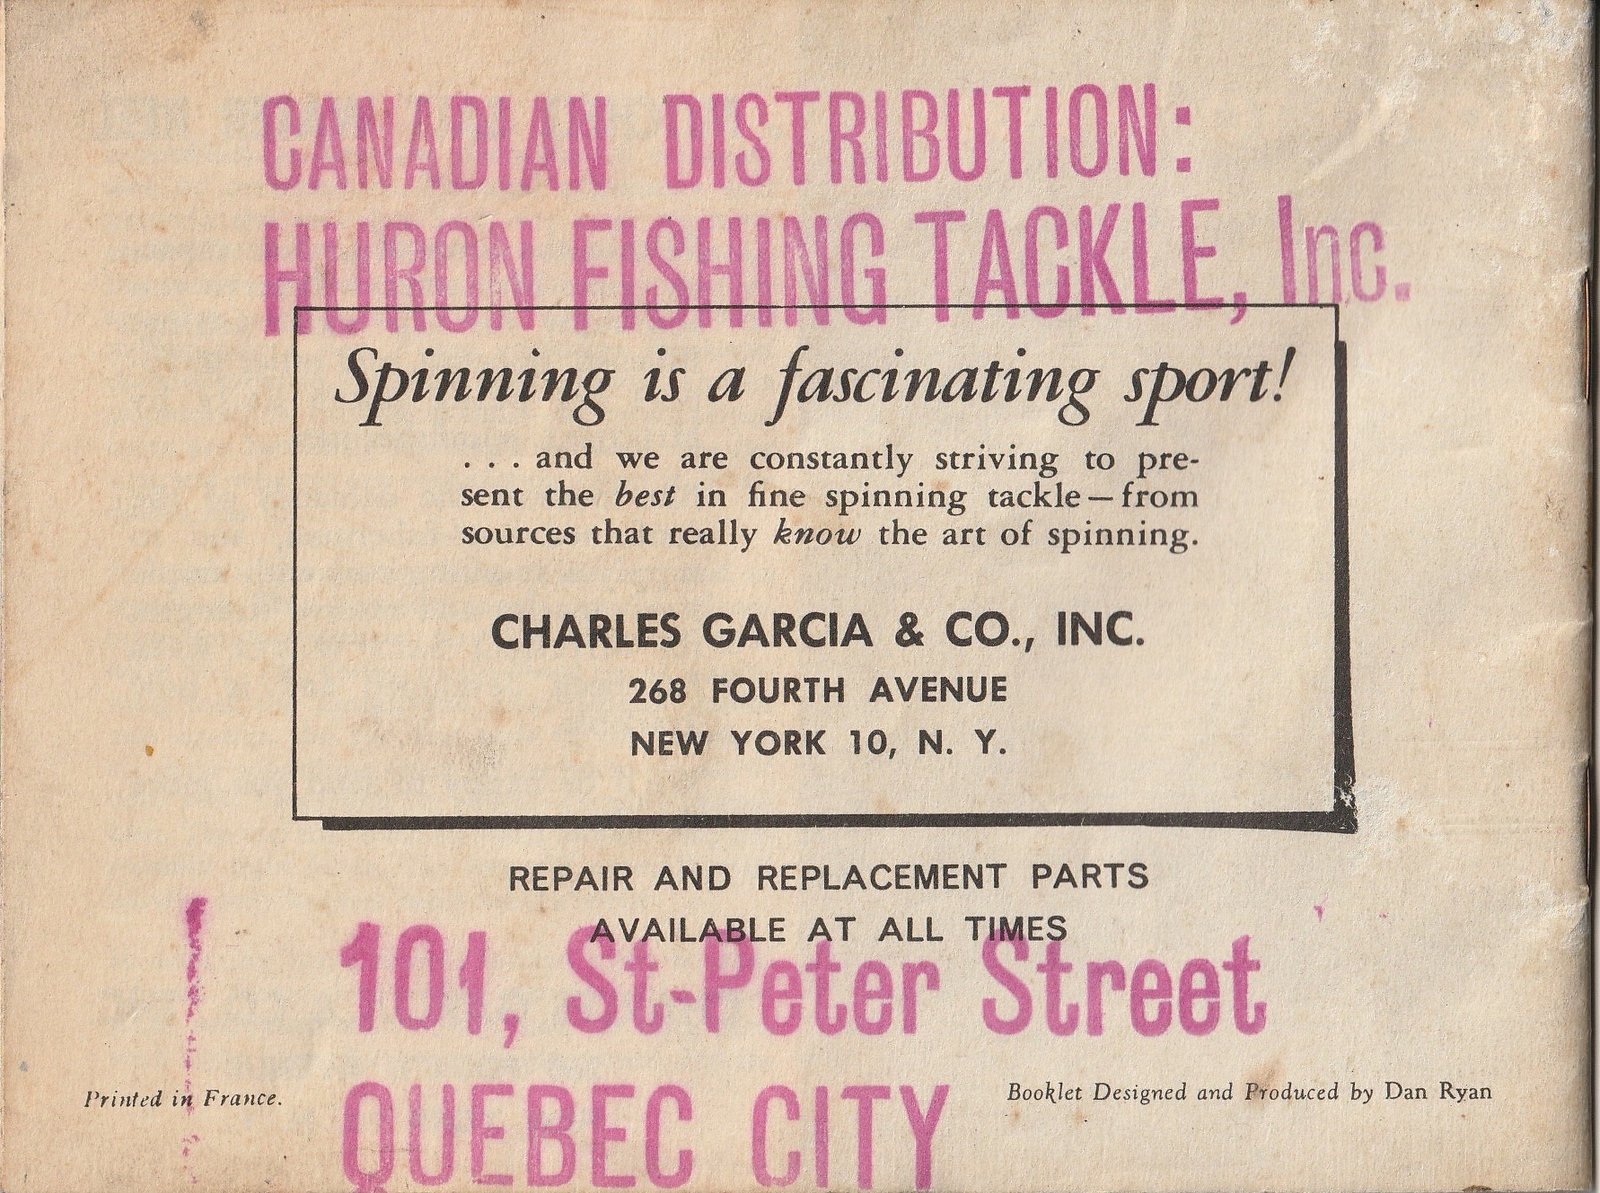 CANADIAN DISTRIBUTION:
HURON FISHING TACKLE, Inc.
Spinning is a fascinating sport!
. . . and we are constantly striving to pre-
sent the best in fine spinning tackle — from
sources that really know the art of spinning.
CHARLES GARCIA & CO., INC.
268 FOURTH AVENUE
NEW YORK 10, N. Y.
REPAIR AND REPLACEMENT PARTS
AVAILABLE AT ALL TIMES
101, St-Peter Street
Printed in France.
Booklet Designed and Produced by Dan Ryan
QUEBEC CITY